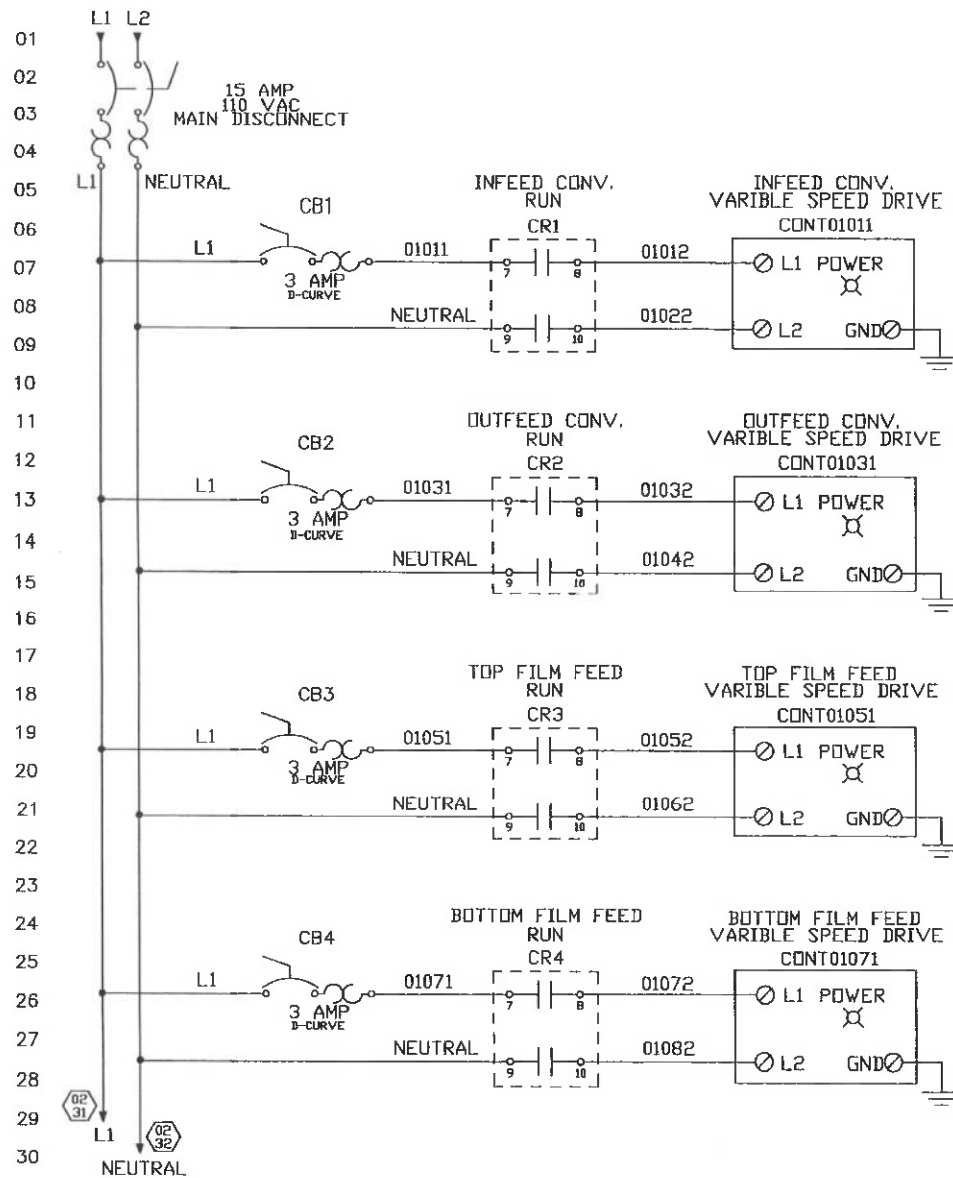 L1 L2
01
02
15 AMP
110 VAC
MAIN DISCONNECT
03
04
L1 NEUTRAL
05
INFEED CONV.
RUN
CR1
INFEED CONV.
VARIBLE SPEED DRIVE
CONT01011
CB1
06
L1
3 AMP
D-CURVE
01011
7 8
01012
L1 POWER
07
08
NEUTRAL
9 10
01022
L2 GND
09
10
11
OUTFEED CONV.
RUN
CR2
OUTFEED CONV.
VARIBLE SPEED DRIVE
CONT01031
CB2
12
L1
3 AMP
D-CURVE
01031
7 8
01032
L1 POWER
13
14
NEUTRAL
9 10
01042
L2 GND
15
16
17
TOP FILM FEED
RUN
CR3
TOP FILM FEED
VARIBLE SPEED DRIVE
CONT01051
18
CB3
19
L1
3 AMP
D-CURVE
01051
7 8
01052
L1 POWER
20
21
NEUTRAL
9 10
01062
L2 GND
22
23
24
BOTTOM FILM FEED
RUN
CR4
BOTTOM FILM FEED
VARIBLE SPEED DRIVE
CONT01071
CB4
25
L1
3 AMP
D-CURVE
01071
7 8
01072
L1 POWER
26
27
NEUTRAL
9 10
01082
L2 GND
28
02
31
29
L1
02
32
30
NEUTRAL